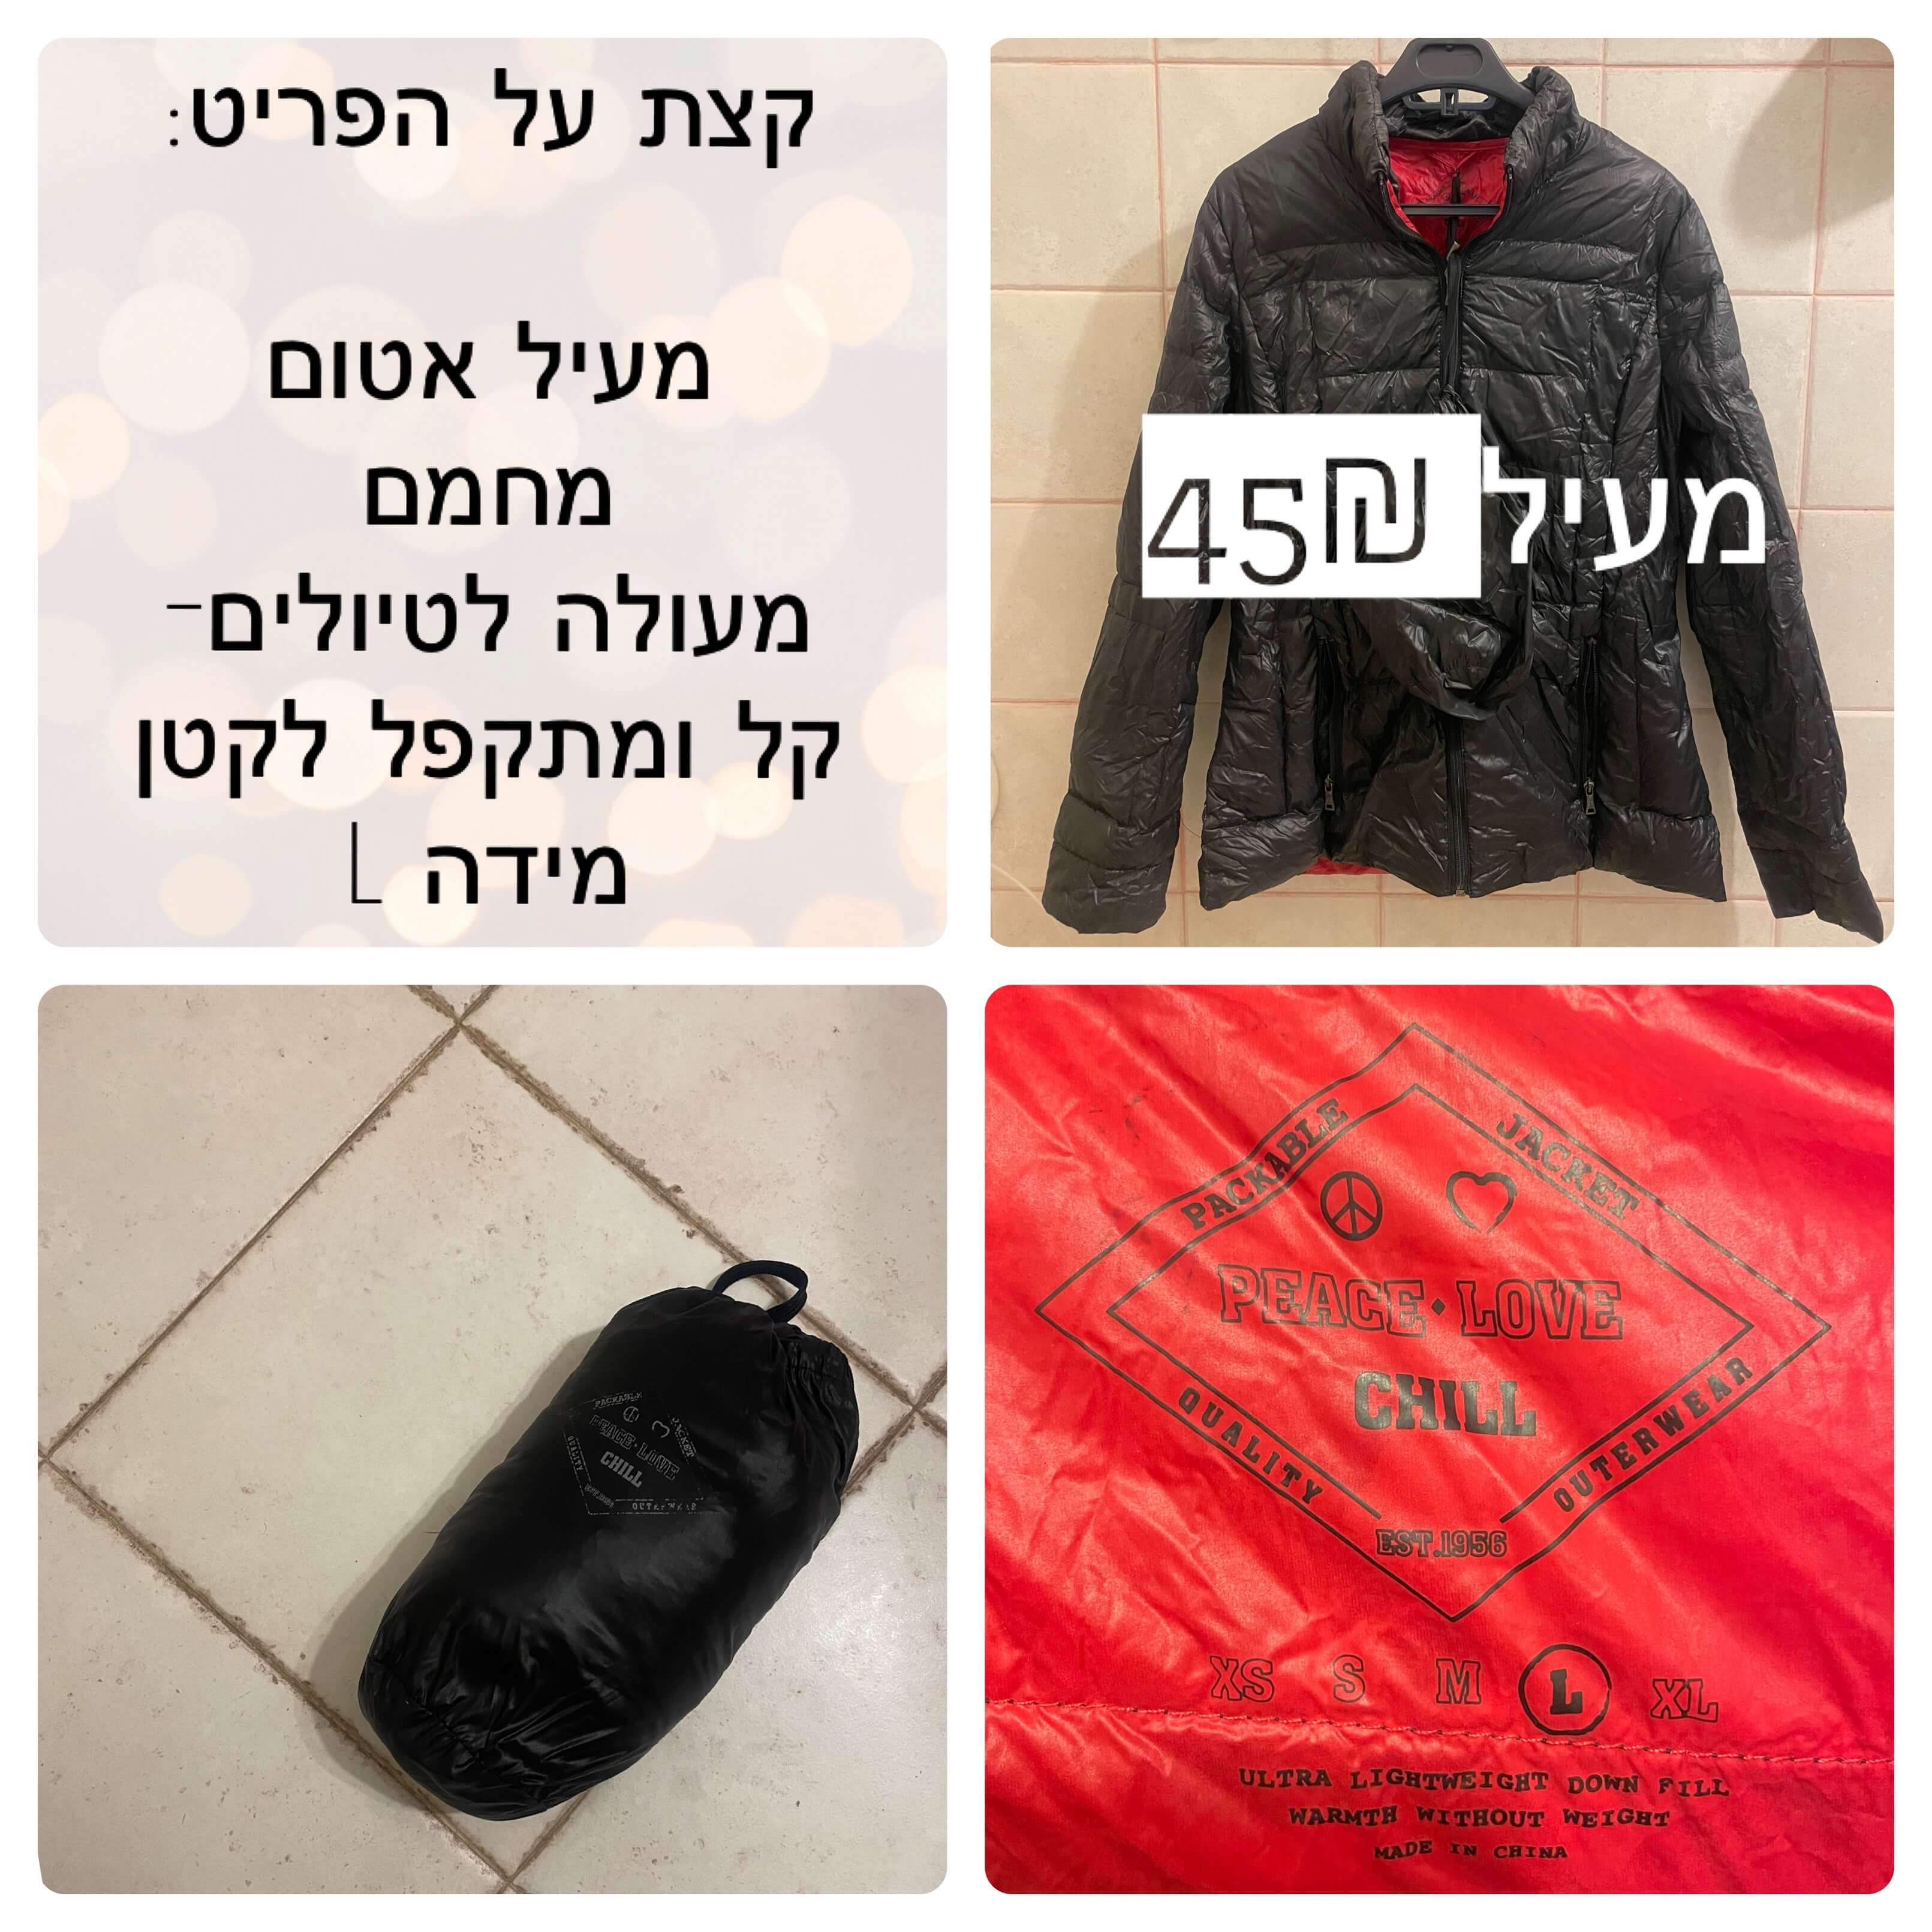 קצת על הפריט:
מעיל אטום
מחמם
מעולה לטיולים-
קל ומתקפל לקטן
מידה L
מעיל 45₪
PACKABLE JACKET
PEACE·LOVE
CHILL
QUALITY OUTERWEAR
PACKABLE JACKET
PEACE·LOVE
CHILL
QUALITY OUTERWEAR
EST.1956
XS S M L XL
ULTRA LIGHTWEIGHT DOWN FILL
WARMTH WITHOUT WEIGHT
MADE IN CHINA